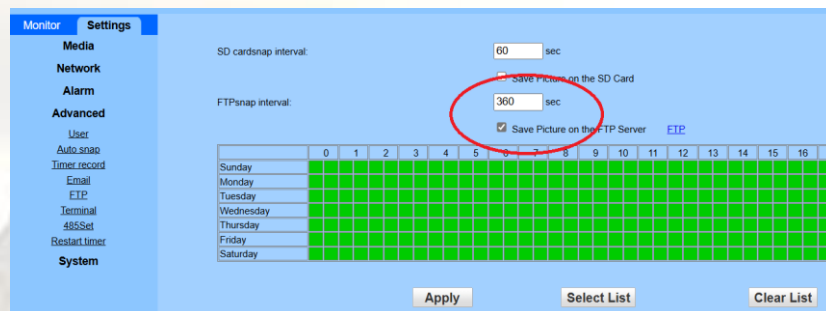 Monitor Settings
Media
Network
Alarm
Advanced
User
Auto snap
Timer record
Email
FTP
Terminal
485Set
Restart timer
System
SD cardsnap interval: 60 sec
Save Picture on the SD Card
FTPsnap interval: 360 sec
Save Picture on the FTP Server FTP
0 1 2 3 4 5 6 7 8 9 10 11 12 13 14 15 16
Sunday
Monday
Tuesday
Wednesday
Thursday
Friday
Saturday
Apply Select List Clear List